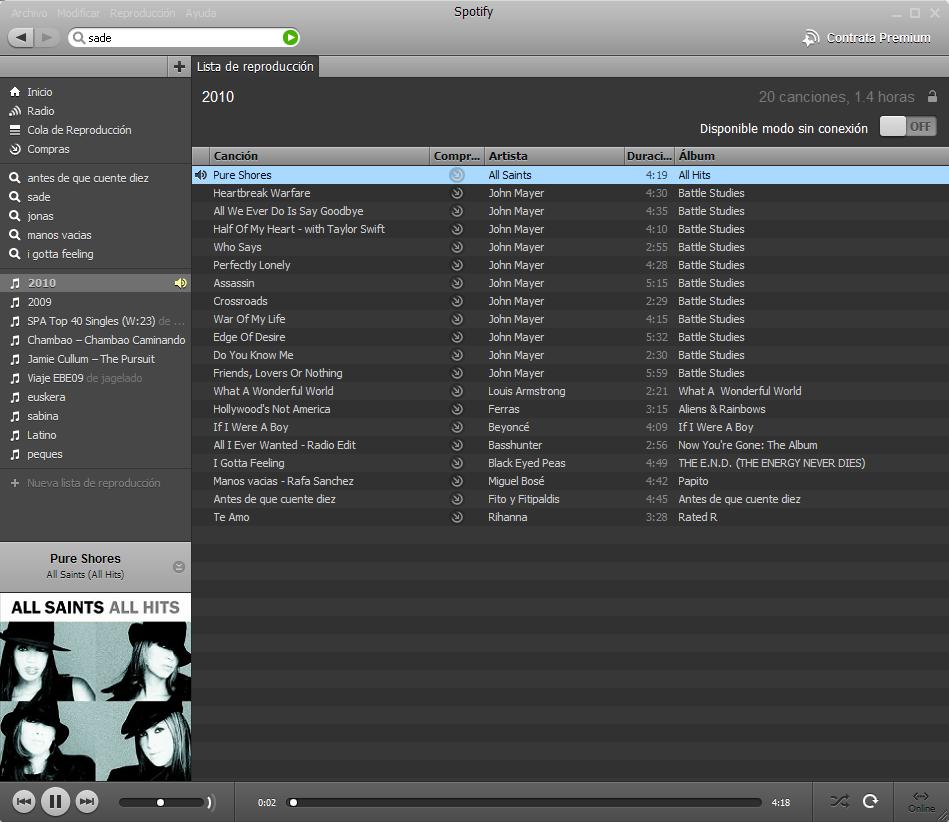 Archivo Modificar Reproducción Ayuda
Spotify
sade
Contrata Premium
+ Lista de reproducción
Inicio
Radio
Cola de Reproducción
Compras
antes de que cuente diez
sade
jonas
manos vacias
i gotta feeling
2010
2009
SPA Top 40 Singles (W:23) de ...
Chambao – Chambao Caminando
Jamie Cullum – The Pursuit
Viaje EBE09 de jagelado
euskera
sabina
Latino
peques
+ Nueva lista de reproducción
Pure Shores
All Saints (All Hits)
ALL SAINTS ALL HITS
2010
20 canciones, 1.4 horas
Disponible modo sin conexión OFF
Canción Compr... Artista Duraci... Álbum
Pure Shores All Saints 4:19 All Hits
Heartbreak Warfare John Mayer 4:30 Battle Studies
All We Ever Do Is Say Goodbye John Mayer 4:35 Battle Studies
Half Of My Heart - with Taylor Swift John Mayer 4:10 Battle Studies
Who Says John Mayer 2:55 Battle Studies
Perfectly Lonely John Mayer 4:28 Battle Studies
Assassin John Mayer 5:15 Battle Studies
Crossroads John Mayer 2:29 Battle Studies
War Of My Life John Mayer 4:15 Battle Studies
Edge Of Desire John Mayer 5:32 Battle Studies
Do You Know Me John Mayer 2:30 Battle Studies
Friends, Lovers Or Nothing John Mayer 5:59 Battle Studies
What A Wonderful World Louis Armstrong 2:21 What A Wonderful World
Hollywood's Not America Ferras 3:15 Aliens & Rainbows
If I Were A Boy Beyoncé 4:09 If I Were A Boy
All I Ever Wanted - Radio Edit Basshunter 2:56 Now You're Gone: The Album
I Gotta Feeling Black Eyed Peas 4:49 THE E.N.D. (THE ENERGY NEVER DIES)
Manos vacias - Rafa Sanchez Miguel Bosé 4:42 Papito
Antes de que cuente diez Fito y Fitipaldis 4:45 Antes de que cuente diez
Te Amo Rihanna 3:28 Rated R
0:02 4:18
Online